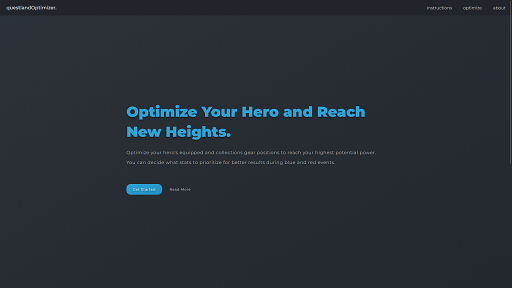 questlandOptimizer.
instructions
optimize
about
Optimize Your Hero and Reach
New Heights.
Optimize your hero's equipped and collections gear positions to reach your highest potential power.
You can decide what stats to prioritize for better results during blue and red events
Get Started
Read More